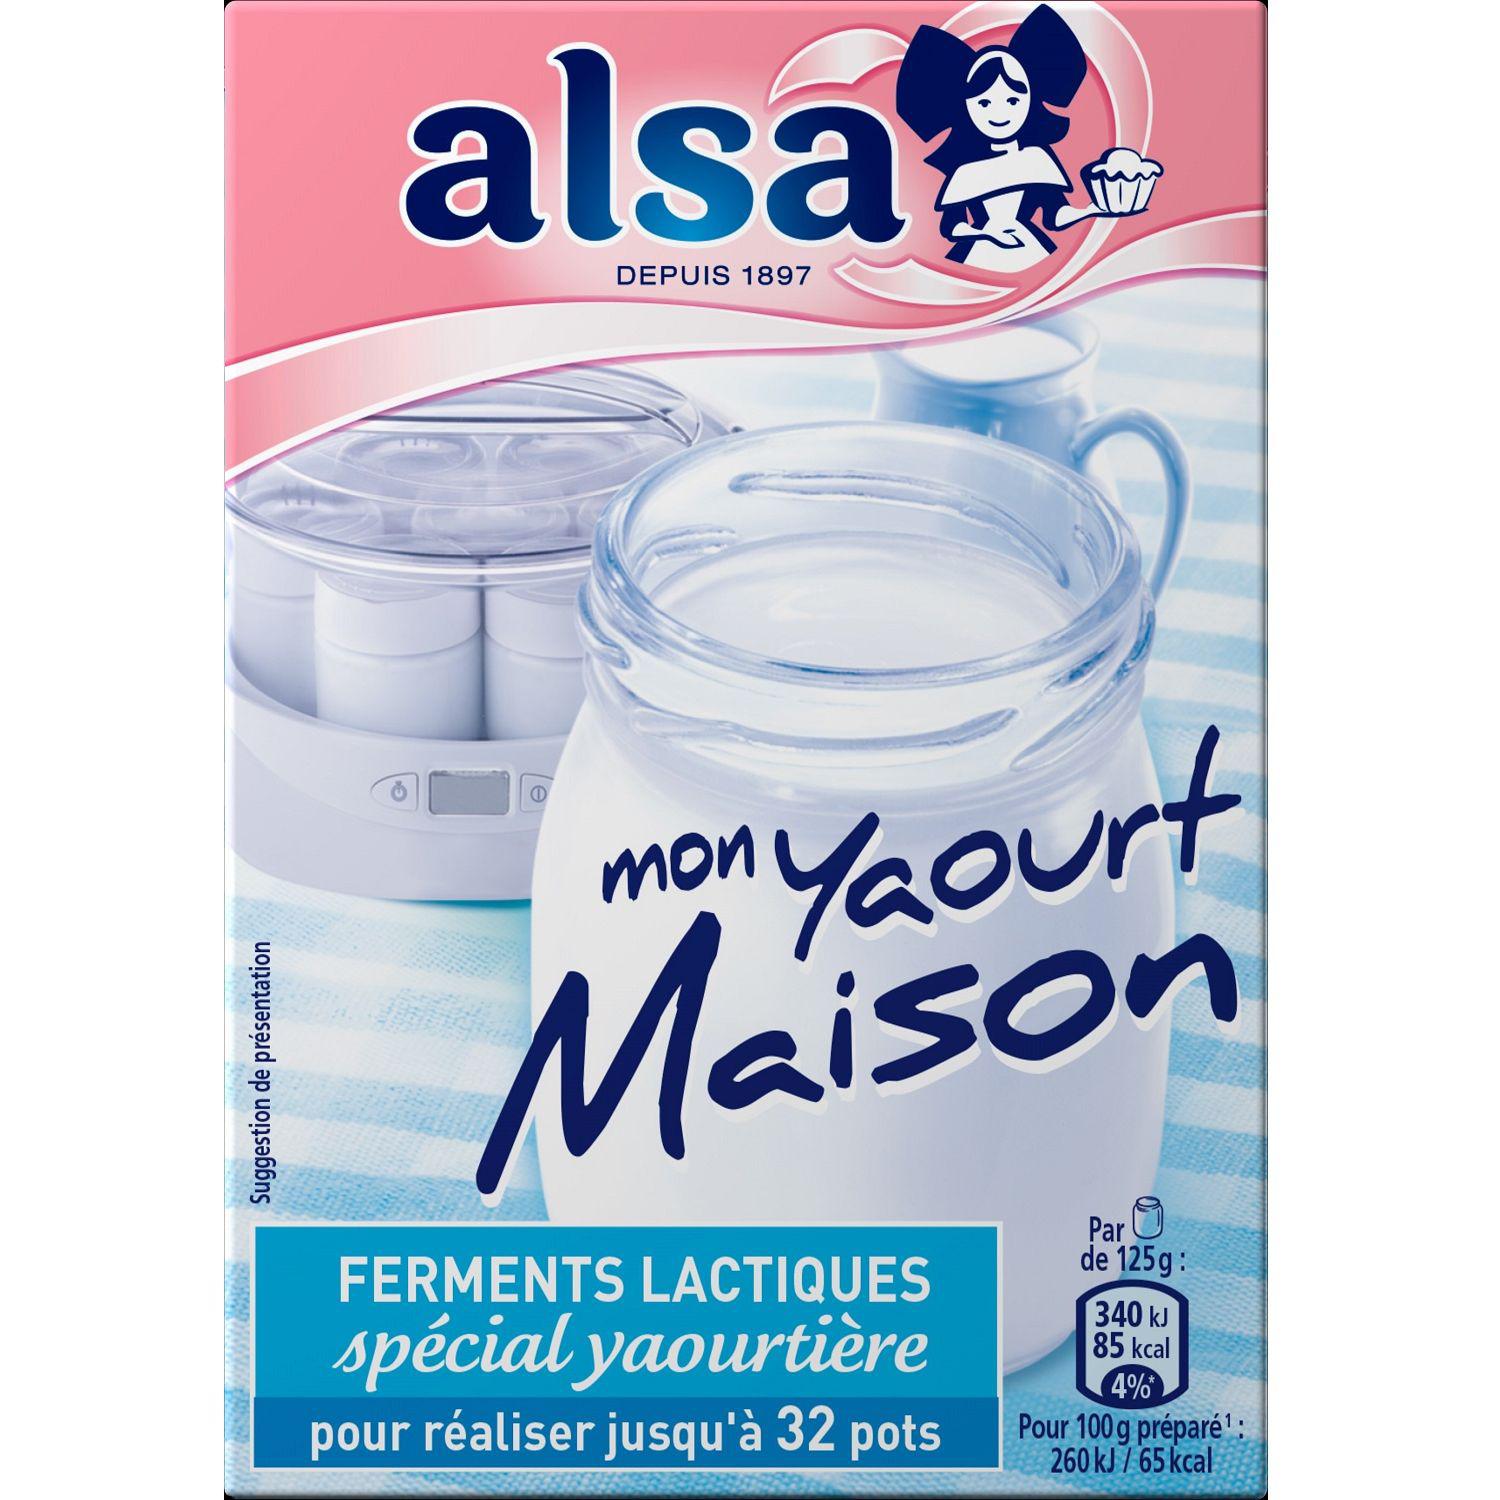 alsa
DEPUIS 1897
mon yaourt
Maison
Suggestion de présentation
FERMENTS LACTIQUES
spécial yaourtière
pour réaliser jusqu'à 32 pots
Par
de 125g :
340 kJ
85 kcal
4%*
Pour 100g préparé¹ :
260 kJ / 65 kcal